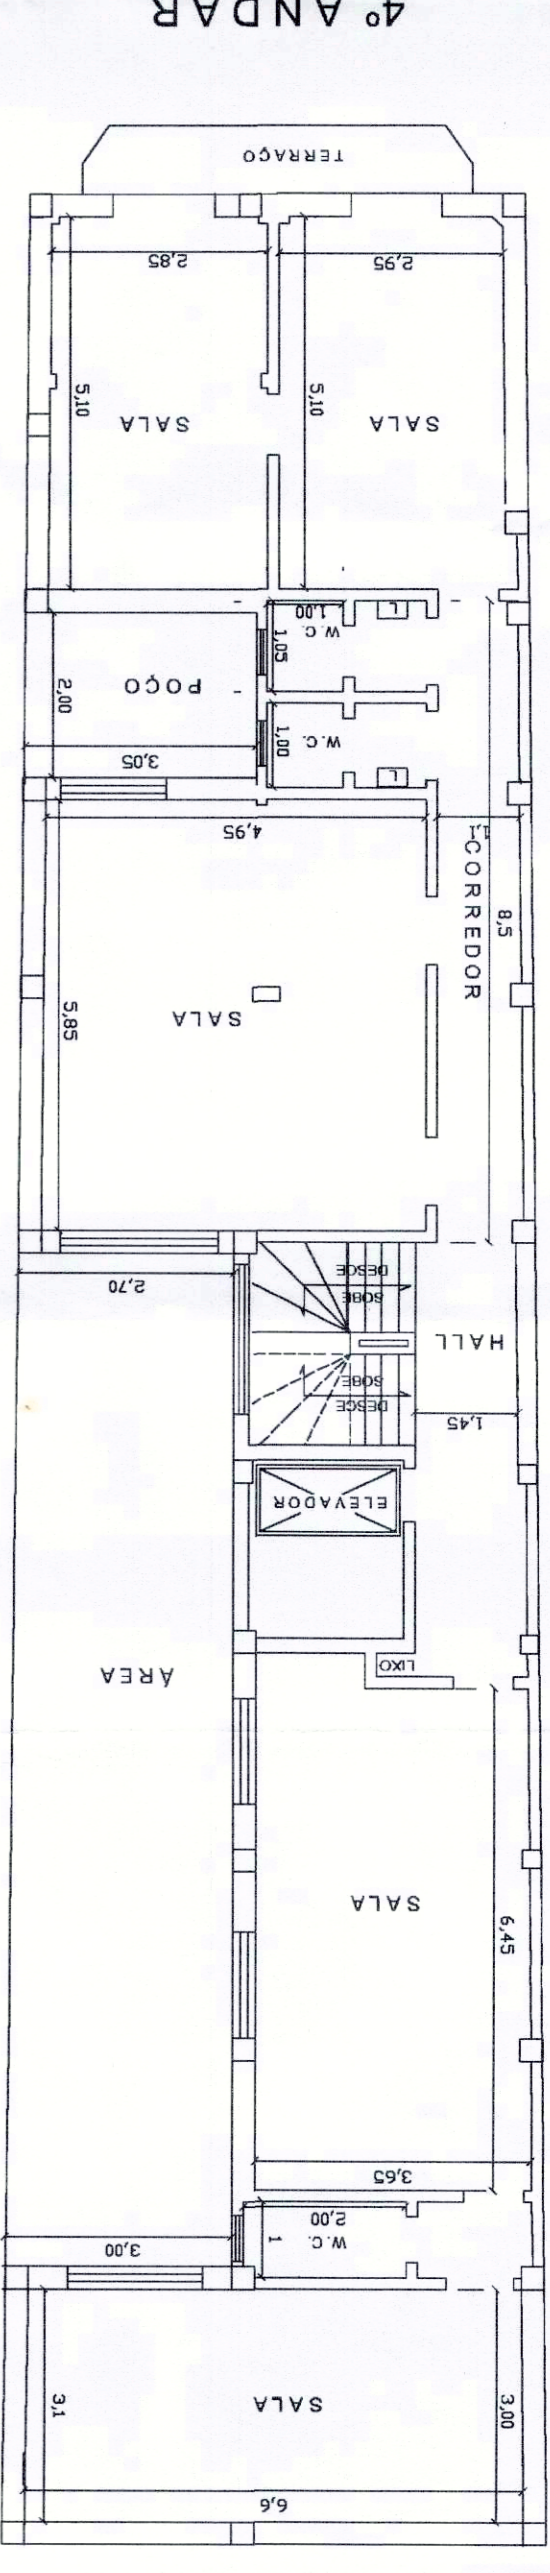 6,6
3,00
SALA
3,1
3,00
W.C.
1
2,00
3,65
6,45
SALA
ÁREA
LIXO
ELEVADOR
1,45
DESCE
SOBE
HALL
SOBE
DESCE
2,70
SALA
5,85
CORREDOR
8,5
1,1
4,95
3,05
L
W.C.
1,00
POÇO
2,00
W.C.
1,05
L
1,00
SALA
5,10
SALA
5,10
2,95
2,85
TERRAÇO
4º ANDAR